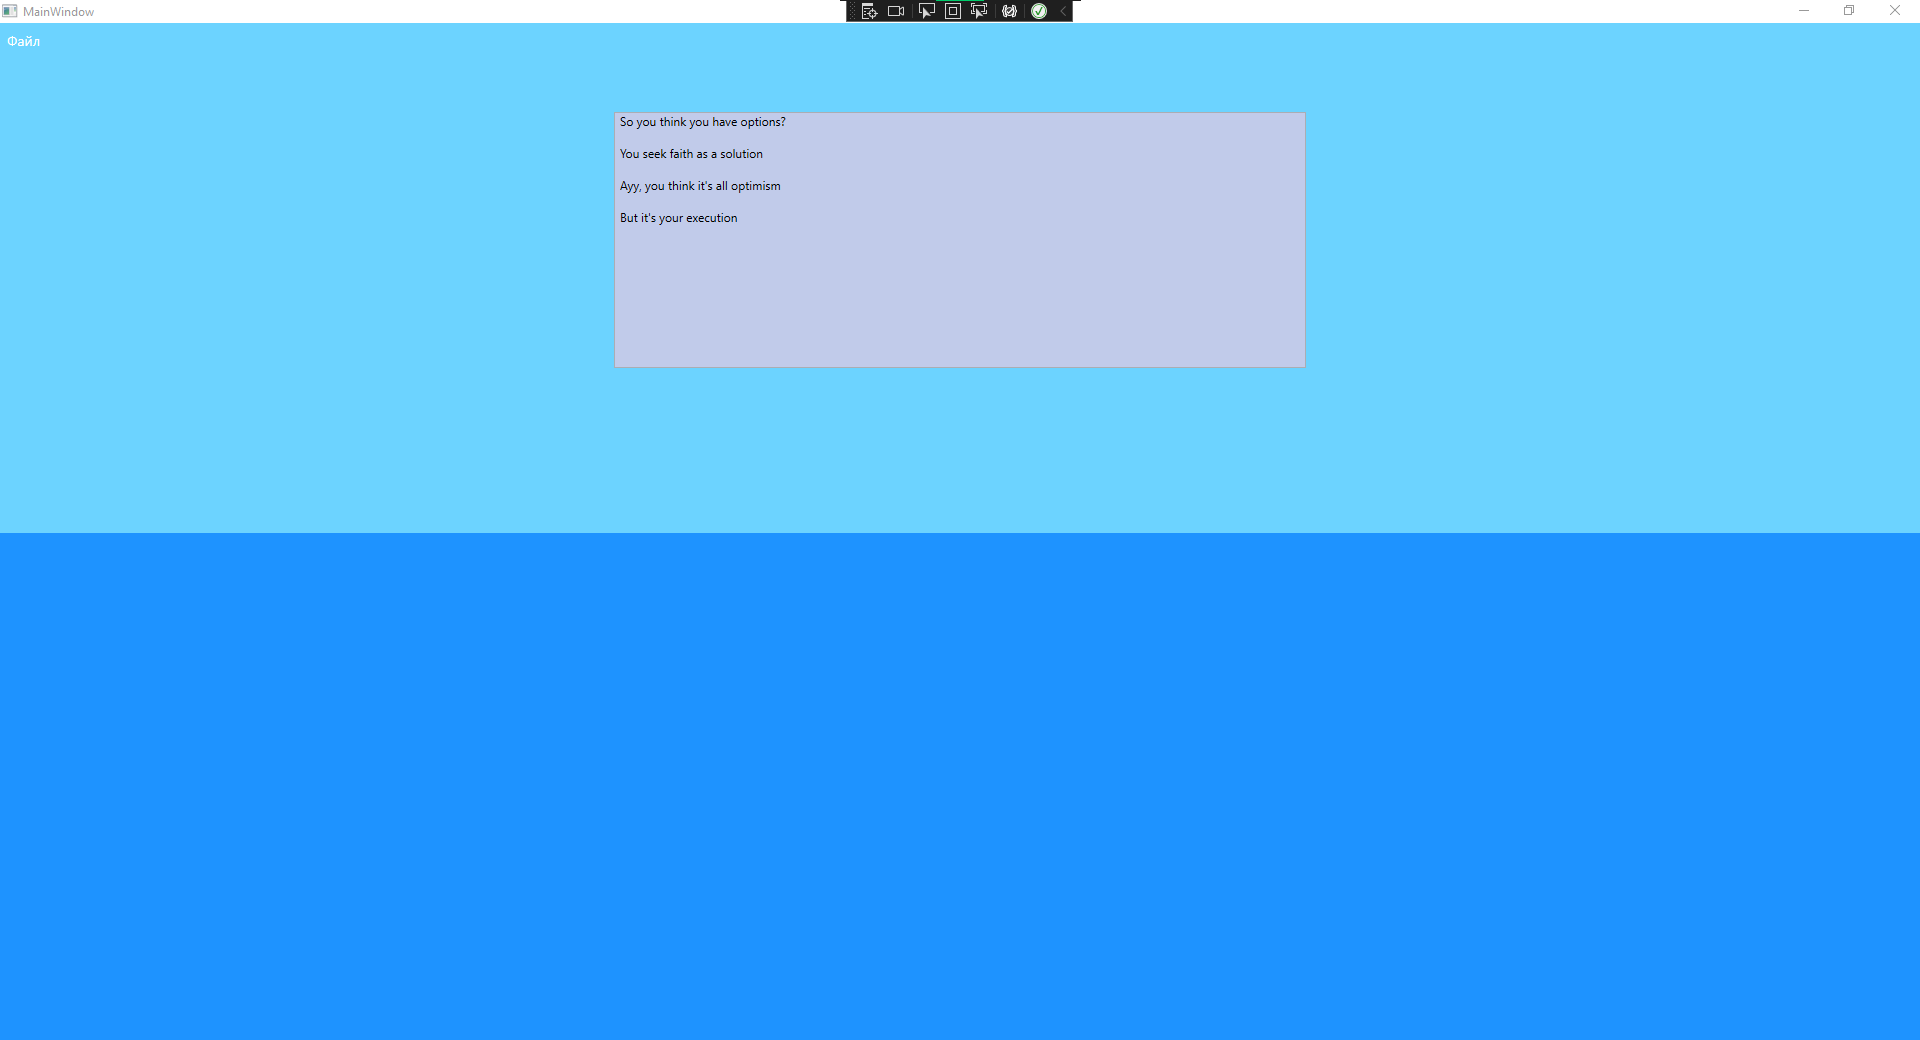 MainWindow
Файл
So you think you have options?
You seek faith as a solution
Ayy, you think it's all optimism
But it's your execution